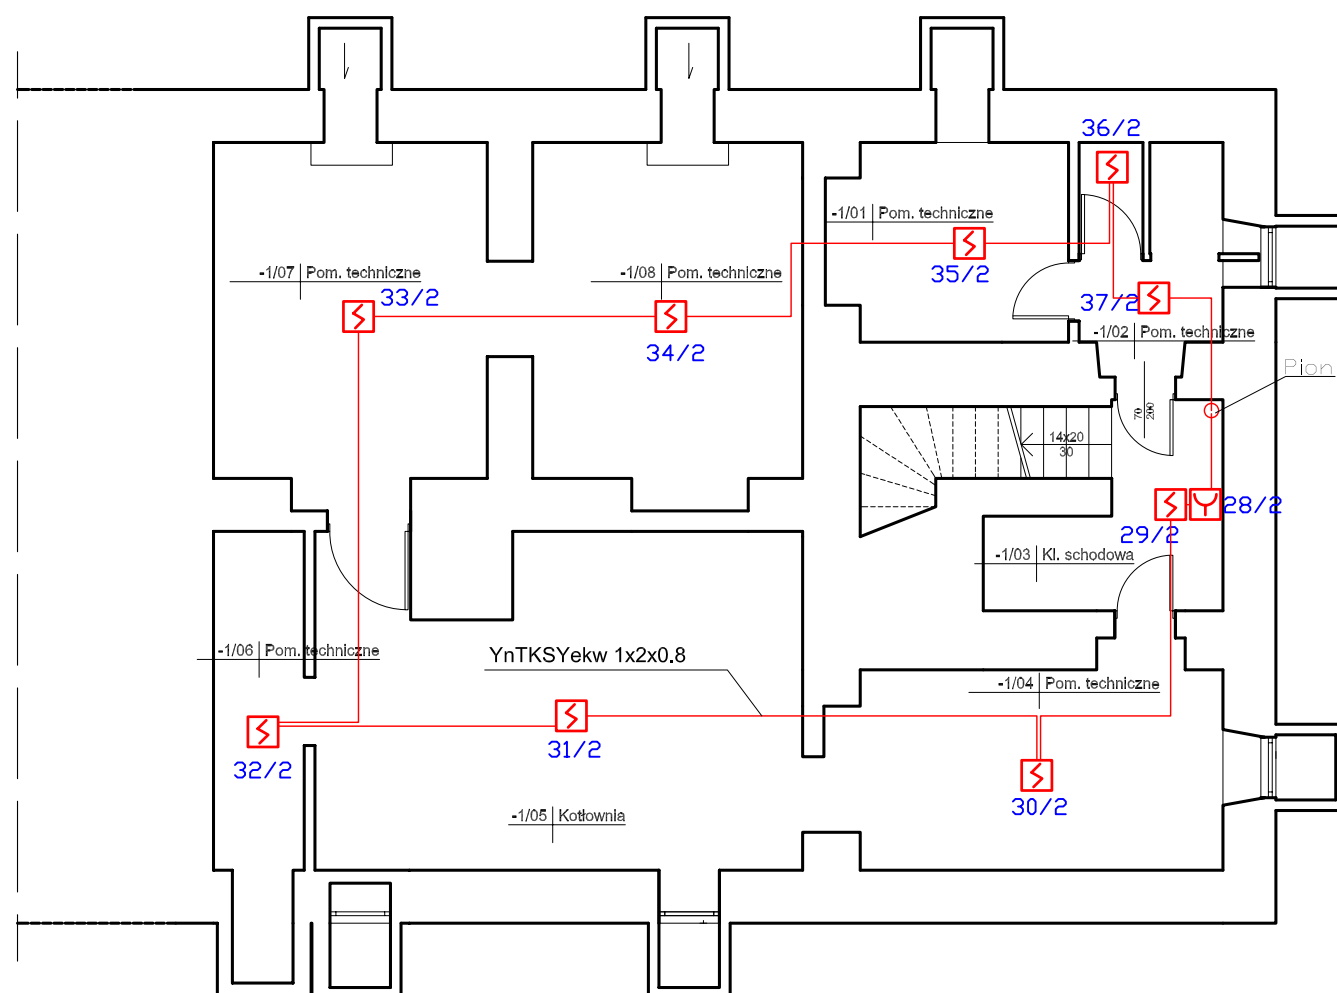 36/2
-1/01 Pom. techniczne
35/2
-1/07 Pom. techniczne
33/2
-1/08 Pom. techniczne
34/2
37/2
-1/02 Pom. techniczne
Pion
70
200
14x20
30
28/2
29/2
-1/03 Kl. schodowa
-1/06 Pom. techniczne
YnTKSYekw 1x2x0.8
-1/04 Pom. techniczne
31/2
32/2
30/2
-1/05 Kotłownia